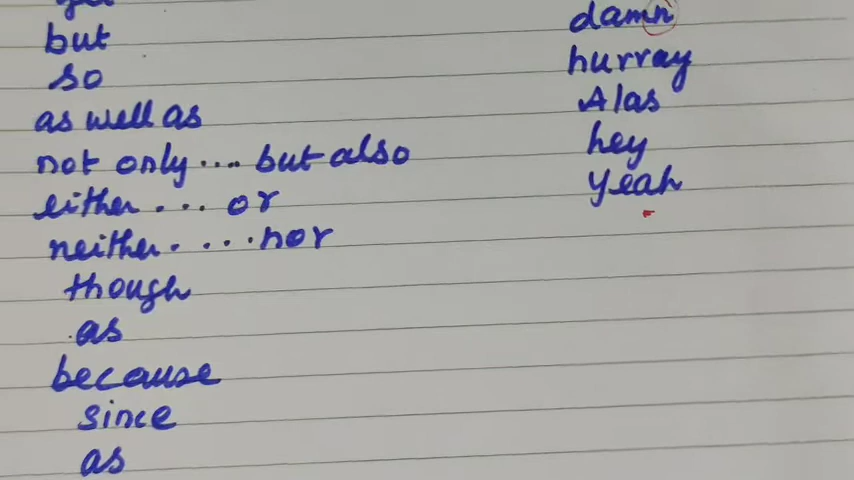 but
so
as well as
not only.... but also
either... or
neither. ...nor
though
as
because
since
as
damn
hurray
Alas
hey
Yeah